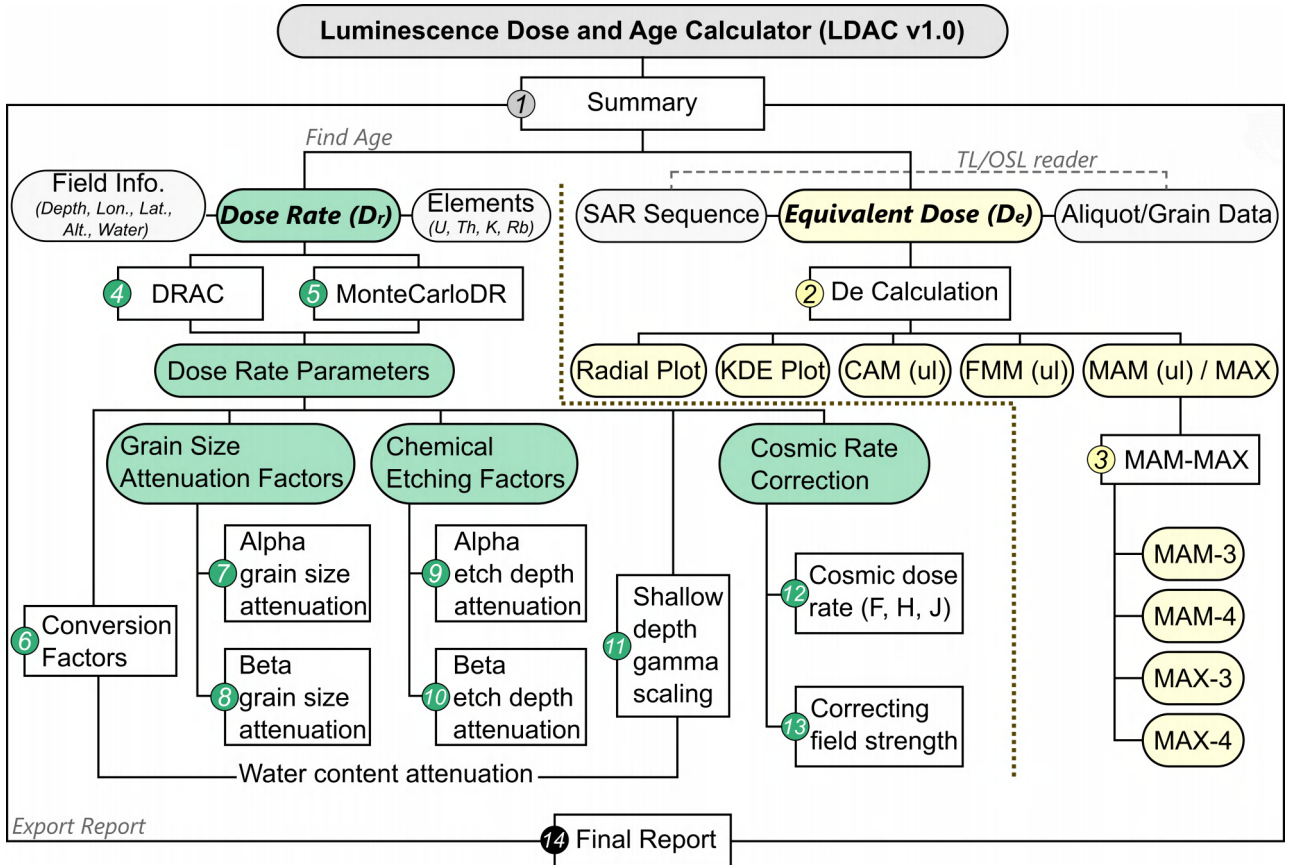 Luminescence Dose and Age Calculator (LDAC v1.0)
1
Summary
Find Age
TL/OSL reader
Field Info.
(Depth, Lon., Lat.,
Alt., Water)
Dose Rate (Dr)
Elements
(U, Th, K, Rb)
SAR Sequence
Equivalent Dose (De)
Aliquot/Grain Data
4
DRAC
5
MonteCarloDR
2
De Calculation
Dose Rate Parameters
Radial Plot
KDE Plot
CAM (ul)
FMM (ul)
MAM (ul) / MAX
3
MAM-MAX
MAM-3
MAM-4
MAX-3
MAX-4
Grain Size
Attenuation Factors
Chemical
Etching Factors
Cosmic Rate
Correction
6
Conversion
Factors
7
Alpha
grain size
attenuation
8
Beta
grain size
attenuation
9
Alpha
etch depth
attenuation
10
Beta
etch depth
attenuation
11
Shallow
depth
gamma
scaling
12
Cosmic dose
rate (F, H, J)
13
Correcting
field strength
Water content attenuation
Export Report
14
Final Report